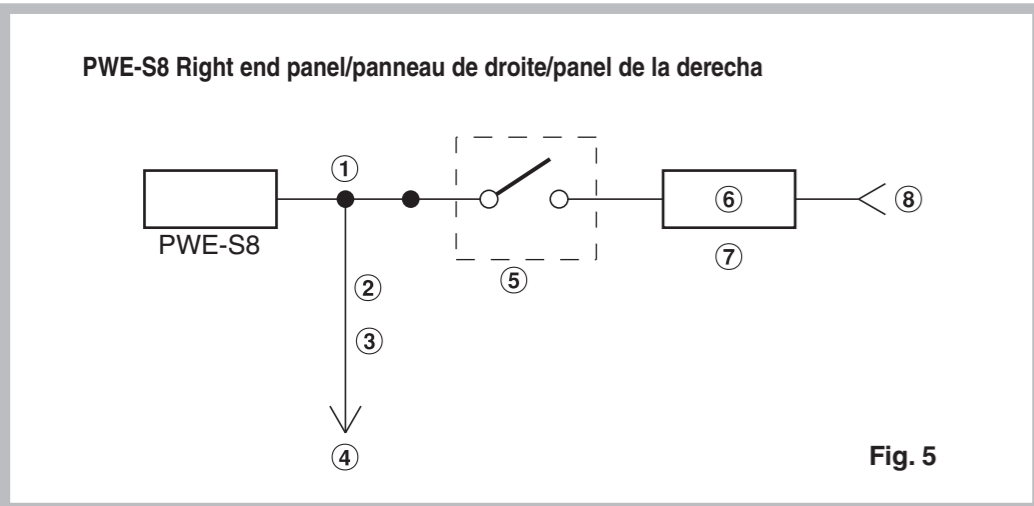 PWE-S8 Right end panel/panneau de droite/panel de la derecha
①
⑥
⑧
PWE-S8
⑦
⑤
②
③
④
Fig. 5